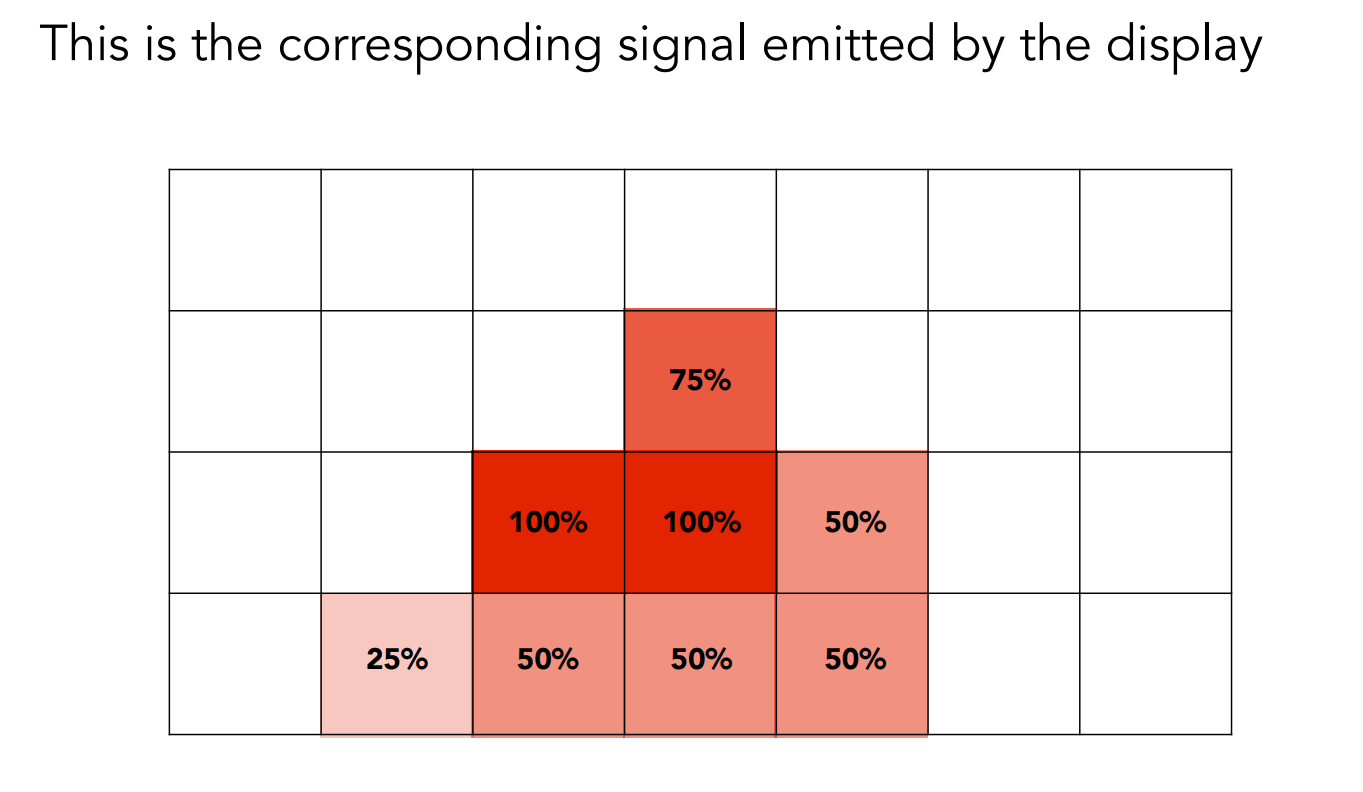 This is the corresponding signal emitted by the display
75%
100% 100% 50%
25% 50% 50% 50%